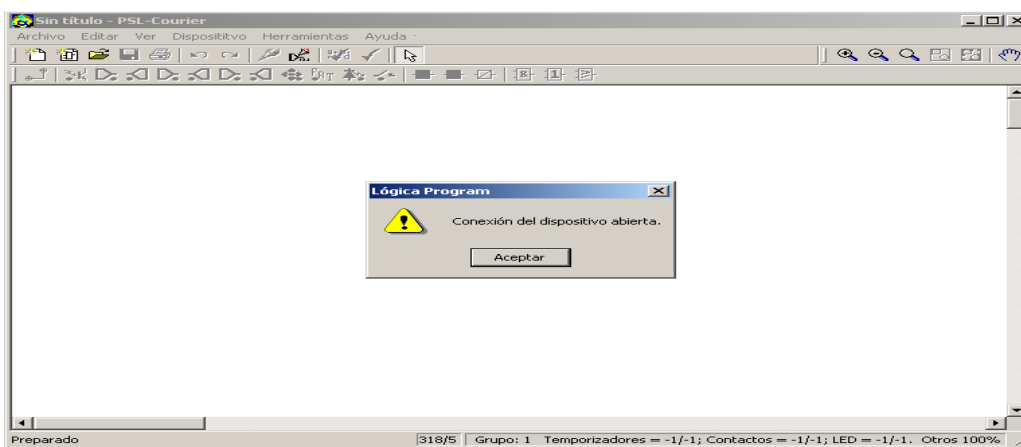 Sin título - PSL-Courier
Archivo Editar Ver Disposititvo Herramientas Ayuda
Lógica Program
Conexión del dispositivo abierta.
Aceptar
Preparado 318/5 Grupo: 1 Temporizadores = -1/-1; Contactos = -1/-1; LED = -1/-1. Otros 100%